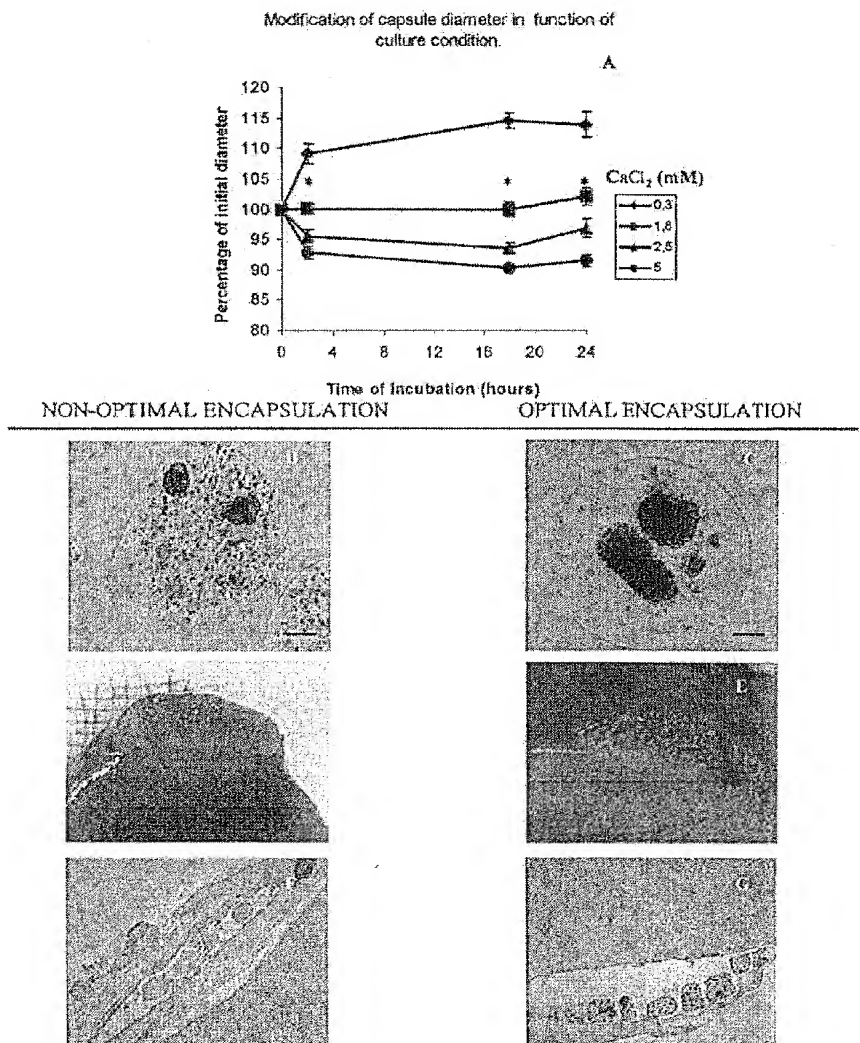 Modification of capsule diameter in function of
culture condition.
A
Percentage of initial diameter
120
115
110
105
100
95
90
85
80
* * *
0 4 8 12 16 20 24
Time of Incubation (hours)
CaCl₂ (mM)
0,3
1,8
2,5
5
NON-OPTIMAL ENCAPSULATION OPTIMAL ENCAPSULATION
B C
E
F G